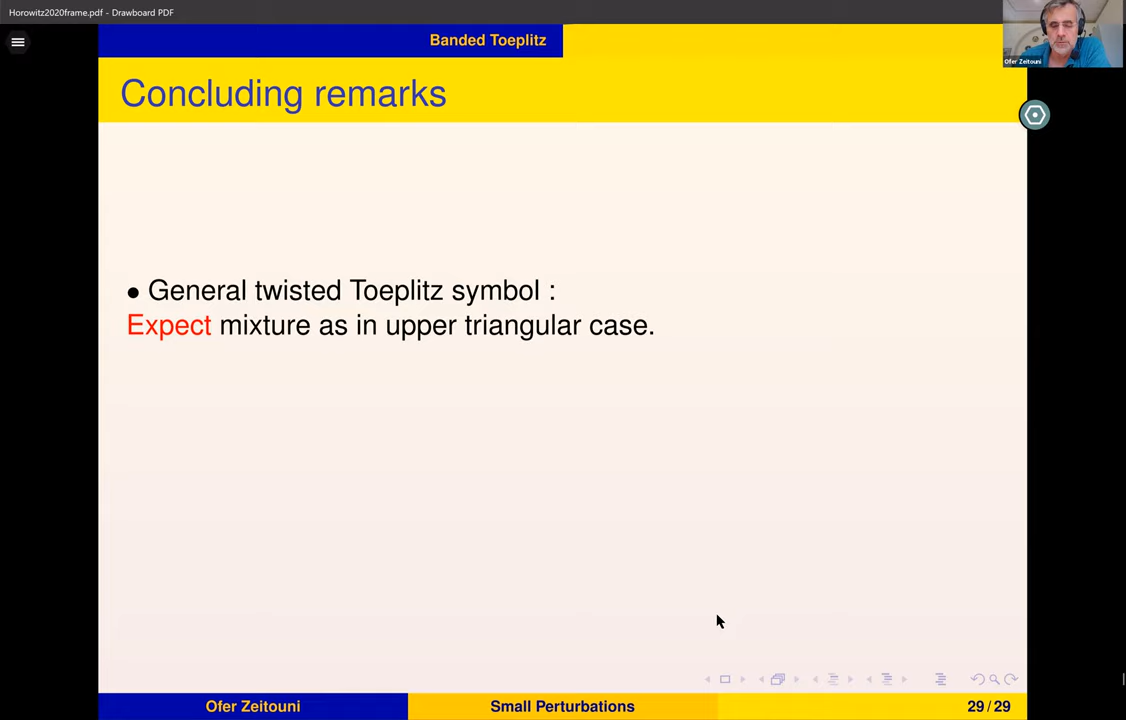 Horowitz2020frame.pdf - Drawboard PDF
Ofer Zeitouni
Banded Toeplitz
Concluding remarks
• General twisted Toeplitz symbol :
Expect mixture as in upper triangular case.
Ofer Zeitouni
Small Perturbations
29 / 29